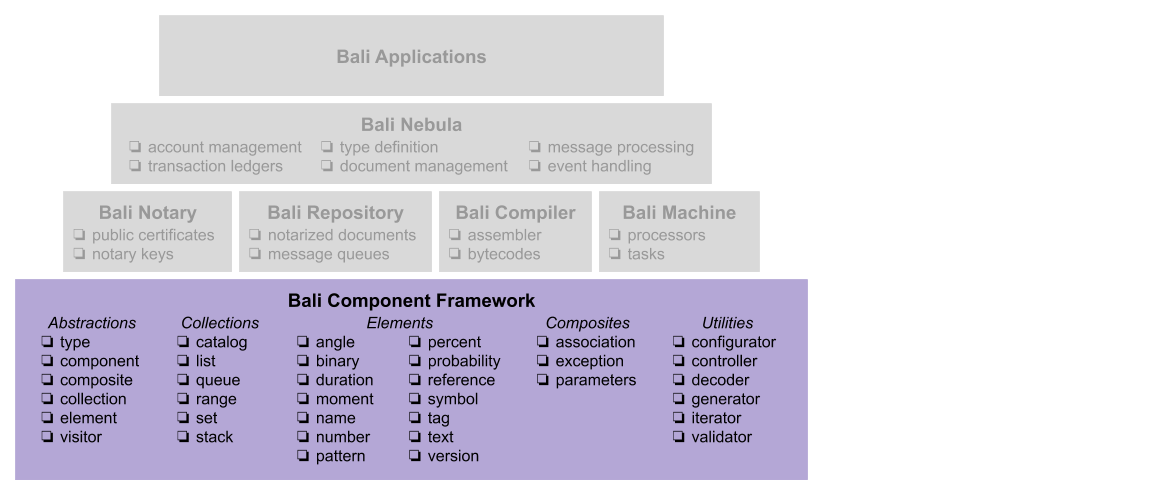 Bali Applications
Bali Nebula
❏ account management ❏ type definition ❏ message processing
❏ transaction ledgers ❏ document management ❏ event handling
Bali Notary Bali Repository Bali Compiler Bali Machine
❏ public certificates ❏ notarized documents ❏ assembler ❏ processors
❏ notary keys ❏ message queues ❏ bytecodes ❏ tasks
Bali Component Framework
Abstractions Collections Elements Composites Utilities
❏ type ❏ catalog ❏ angle ❏ percent ❏ association ❏ configurator
❏ component ❏ list ❏ binary ❏ probability ❏ exception ❏ controller
❏ composite ❏ queue ❏ duration ❏ reference ❏ parameters ❏ decoder
❏ collection ❏ range ❏ moment ❏ symbol ❏ generator
❏ element ❏ set ❏ name ❏ tag ❏ iterator
❏ visitor ❏ stack ❏ number ❏ text ❏ validator
❏ pattern ❏ version